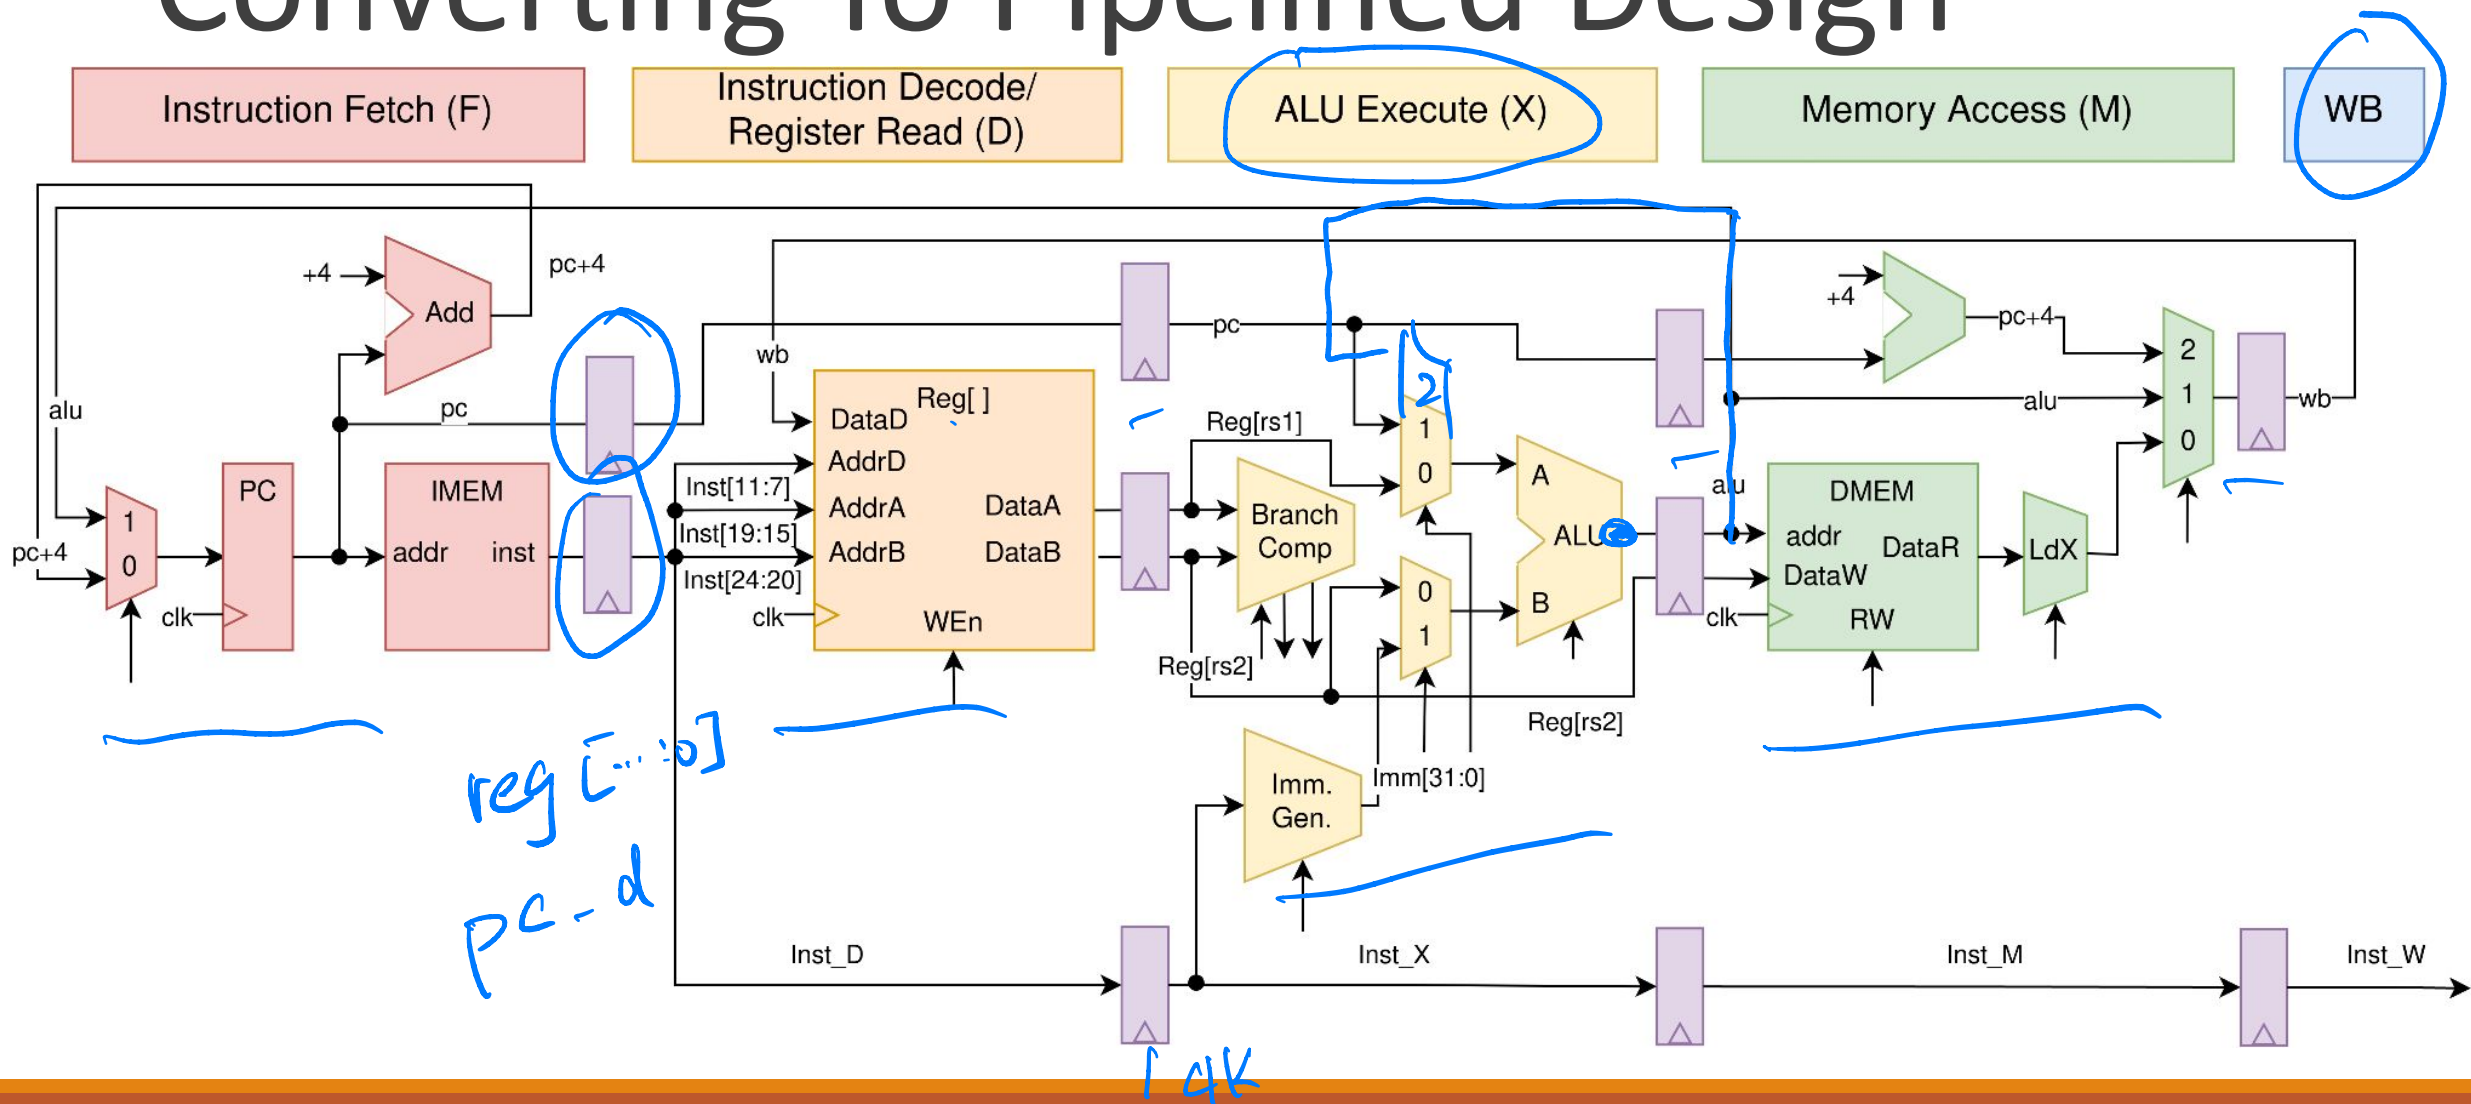 Converting To Pipelined Design
Instruction Fetch (F)
Instruction Decode/
Register Read (D)
ALU Execute (X)
Memory Access (M)
WB
+4
Add
pc+4
alu
pc
pc+4
1
0
PC
clk
IMEM
addr
inst
wb
Reg[ ]
DataD
AddrD
AddrA
AddrB
DataA
DataB
clk
WEn
Inst[11:7]
Inst[19:15]
Inst[24:20]
pc
Reg[rs1]
Branch
Comp
2
1
0
0
1
A
ALU
B
Reg[rs2]
Reg[rs2]
Imm.
Gen.
Imm[31:0]
+4
pc+4
alu
alu
DMEM
addr
DataR
DataW
clk
RW
LdX
2
1
0
wb
reg [...:0]
pc-d
Inst_D
Inst_X
Inst_M
Inst_W